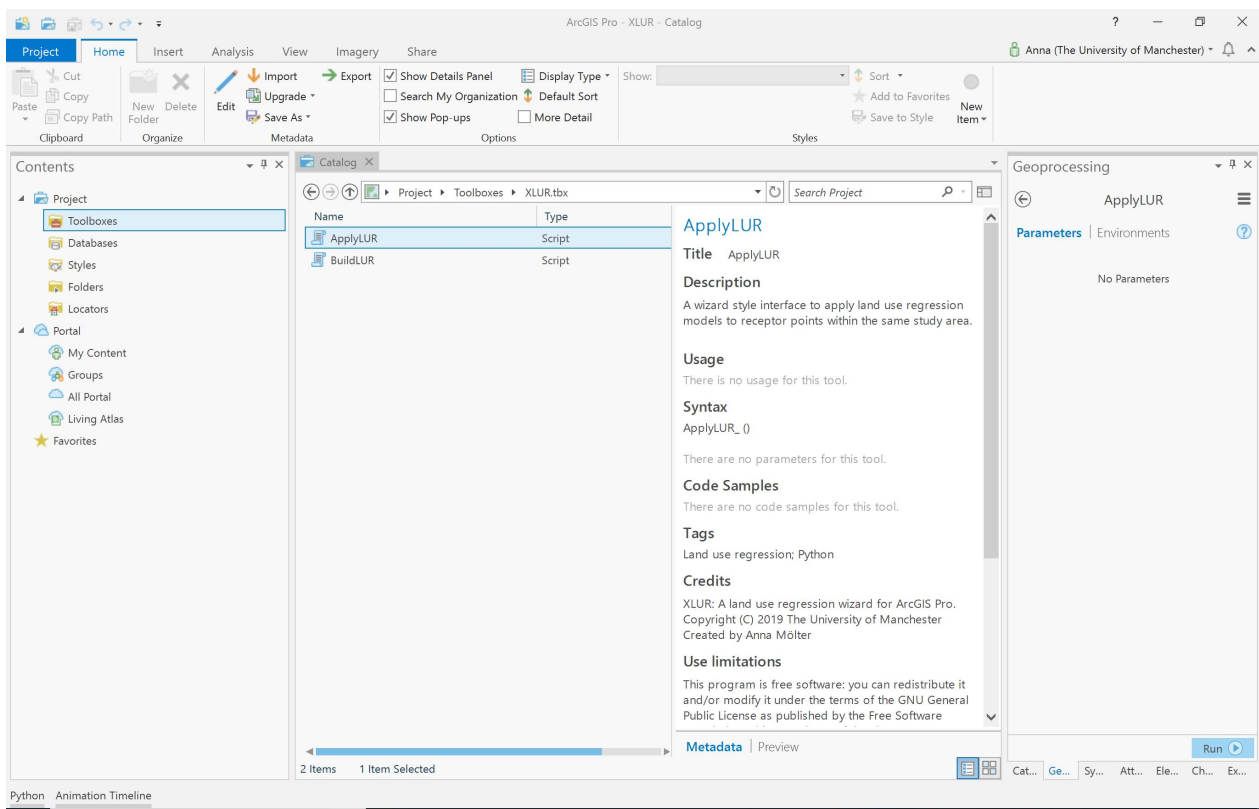 ArcGIS Pro - XLUR - Catalog
?
Project Home Insert Analysis View Imagery Share
Anna (The University of Manchester)
Paste
Cut
Copy
Copy Path
Clipboard
New Folder
Delete
Organize
Edit
Import
Upgrade
Save As
Export
Metadata
Show Details Panel
Search My Organization
Show Pop-ups
Display Type
Default Sort
More Detail
Options
Show:
Sort
Add to Favorites
Save to Style
New Item
Styles
Contents
Project
Toolboxes
Databases
Styles
Folders
Locators
Portal
My Content
Groups
All Portal
Living Atlas
Favorites
Catalog
Project Toolboxes XLUR.tbx
Search Project
Name Type
ApplyLUR Script
BuildLUR Script
2 Items 1 Item Selected
ApplyLUR
Title ApplyLUR
Description
A wizard style interface to apply land use regression
models to receptor points within the same study area.
Usage
There is no usage for this tool.
Syntax
ApplyLUR_ ()
There are no parameters for this tool.
Code Samples
There are no code samples for this tool.
Tags
Land use regression; Python
Credits
XLUR: A land use regression wizard for ArcGIS Pro.
Copyright (C) 2019 The University of Manchester
Created by Anna Mölter
Use limitations
This program is free software: you can redistribute it
and/or modify it under the terms of the GNU General
Public License as published by the Free Software
Metadata Preview
Geoprocessing
ApplyLUR
Parameters Environments
?
No Parameters
Run
Cat... Ge... Sy... Att... Ele... Ch... Ex...
Python Animation Timeline